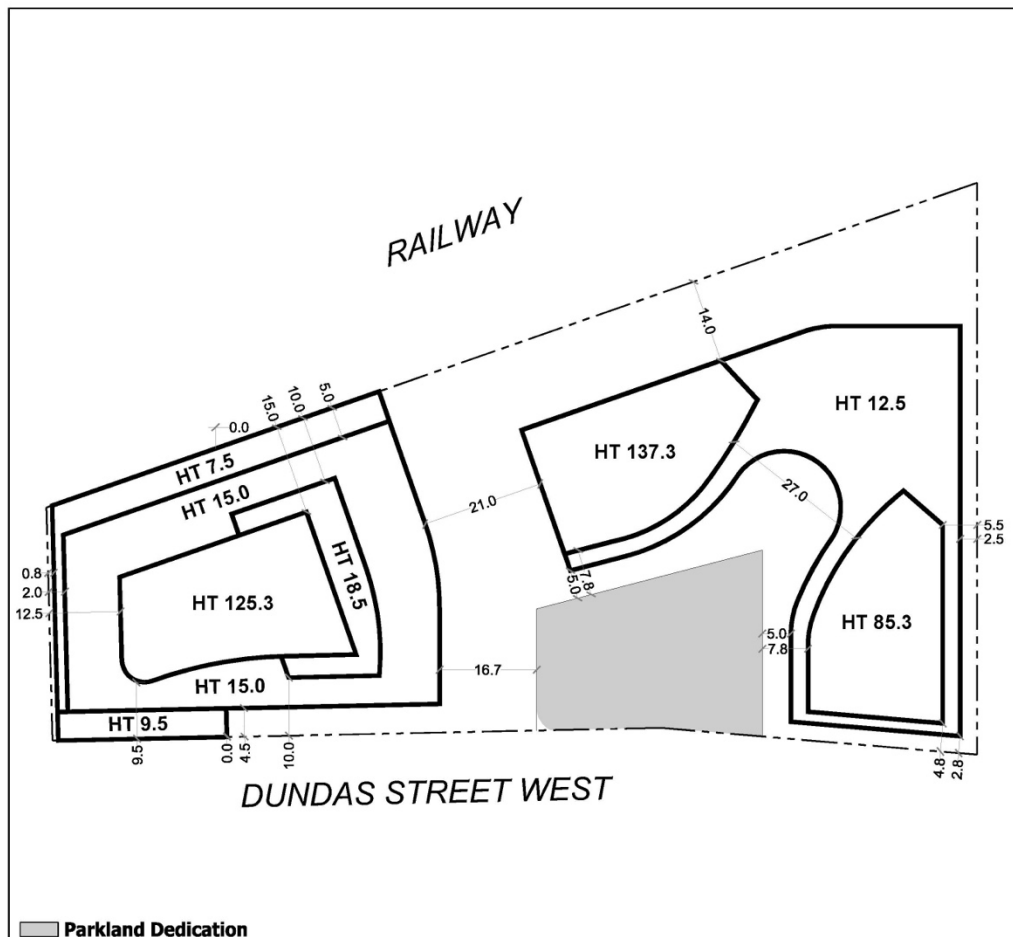 RAILWAY
14.0
5.0
10.0
15.0
0.0
HT 7.5
HT 15.0
HT 12.5
HT 137.3
27.0
21.0
HT 18.5
5.5
2.5
0.8
2.0
12.5
7.8
5.0
HT 125.3
HT 85.3
5.0
7.8
16.7
HT 15.0
HT 9.5
9.5
0.0
4.5
10.0
4.8
2.8
DUNDAS STREET WEST
Parkland Dedication